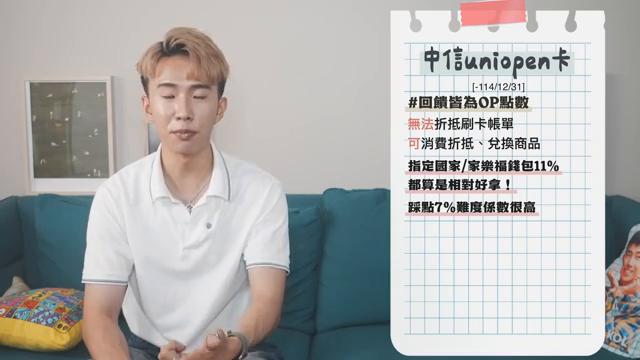 中信uniopen卡
[-114/12/31]
#回饋皆為OP點數
無法折抵刷卡帳單
可消費折抵、兌換商品
指定國家/家樂福錢包11%
都算是相對好拿！
踩點7%難度係數很高